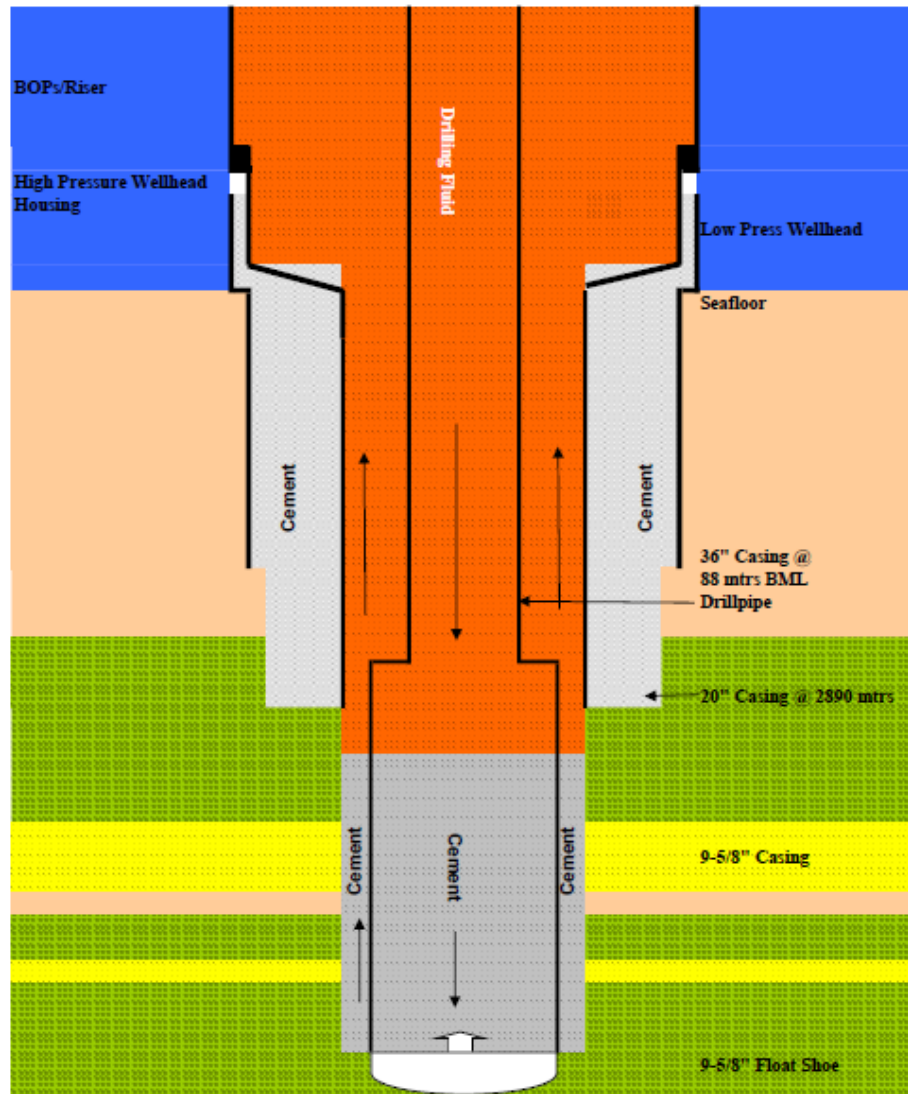 BOPs/Riser
Drilling Fluid
High Pressure Wellhead
Housing
Low Press Wellhead
Seafloor
Cement
Cement
36" Casing @
88 mtrs BML
Drillpipe
20" Casing @ 2890 mtrs
Cement
Cement
Cement
9-5/8" Casing
9-5/8" Float Shoe